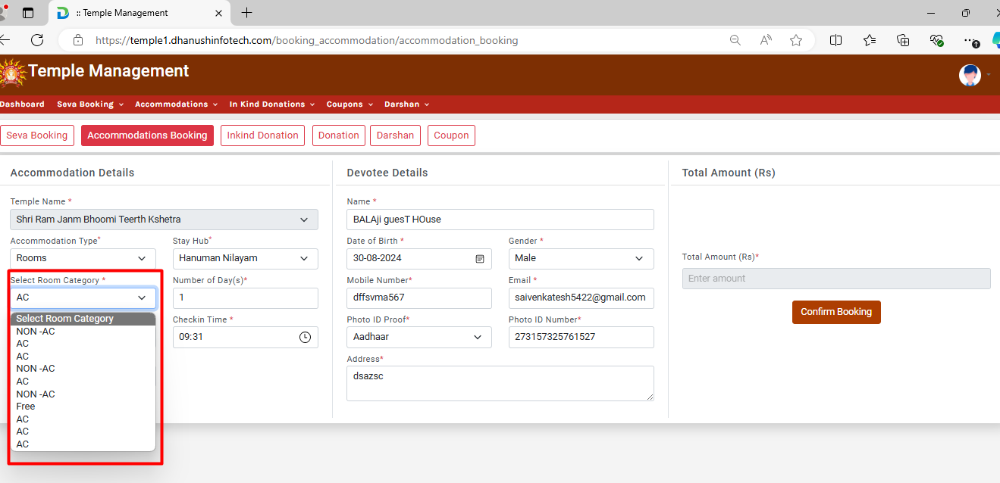 :: Temple Management
https://temple1.dhanushinfotech.com/booking_accommodation/accommodation_booking
Temple Management
Dashboard Seva Booking Accommodations In Kind Donations Coupons Darshan
Seva Booking Accommodations Booking Inkind Donation Donation Darshan Coupon
Accommodation Details
Temple Name *
Shri Ram Janm Bhoomi Teerth Kshetra
Accommodation Type* Stay Hub*
Rooms Hanuman Nilayam
Select Room Category * Number of Day(s)*
AC 1
Select Room Category
NON -AC
AC
AC
NON -AC
AC
NON -AC
Free
AC
AC
AC
Checkin Time *
09:31
Devotee Details
Name *
BALAji guesT HOuse
Date of Birth * Gender *
30-08-2024 Male
Mobile Number* Email *
dffsvma567 saivenkatesh5422@gmail.com
Photo ID Proof* Photo ID Number*
Aadhaar 273157325761527
Address*
dsazsc
Total Amount (Rs)
Total Amount (Rs)*
Enter amount
Confirm Booking